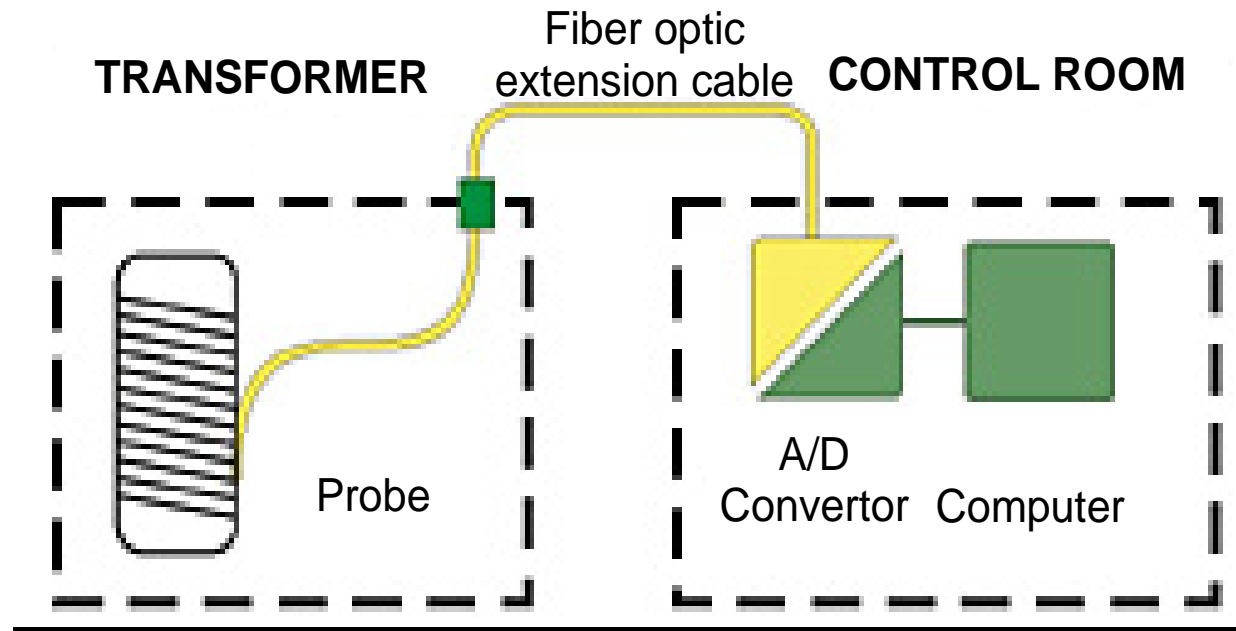 Fiber optic
extension cable
TRANSFORMER
CONTROL ROOM
Probe
A/D
Convertor
Computer